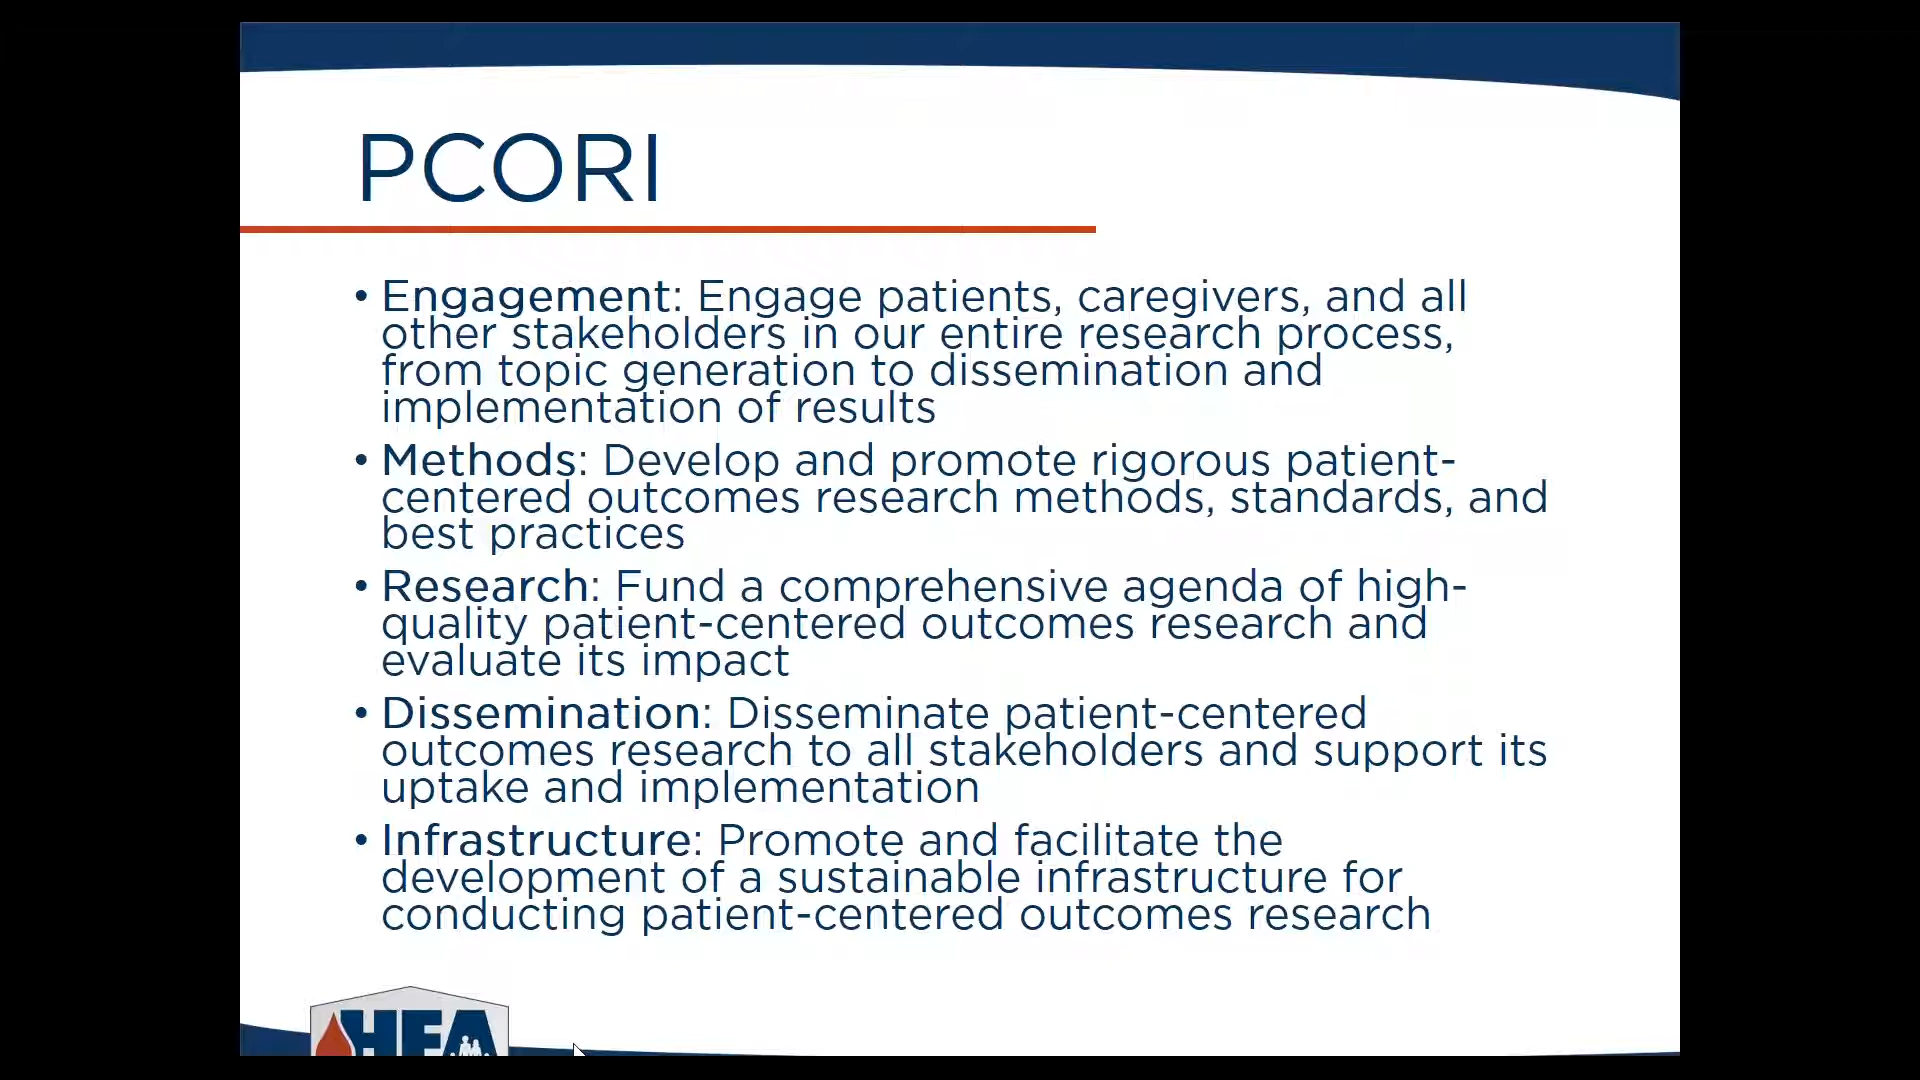 PCORI
• Engagement: Engage patients, caregivers, and all
other stakeholders in our entire research process,
from topic generation to dissemination and
implementation of results
• Methods: Develop and promote rigorous patient-
centered outcomes research methods, standards, and
best practices
• Research: Fund a comprehensive agenda of high-
quality patient-centered outcomes research and
evaluate its impact
• Dissemination: Disseminate patient-centered
outcomes research to all stakeholders and support its
uptake and implementation
• Infrastructure: Promote and facilitate the
development of a sustainable infrastructure for
conducting patient-centered outcomes research
HFA